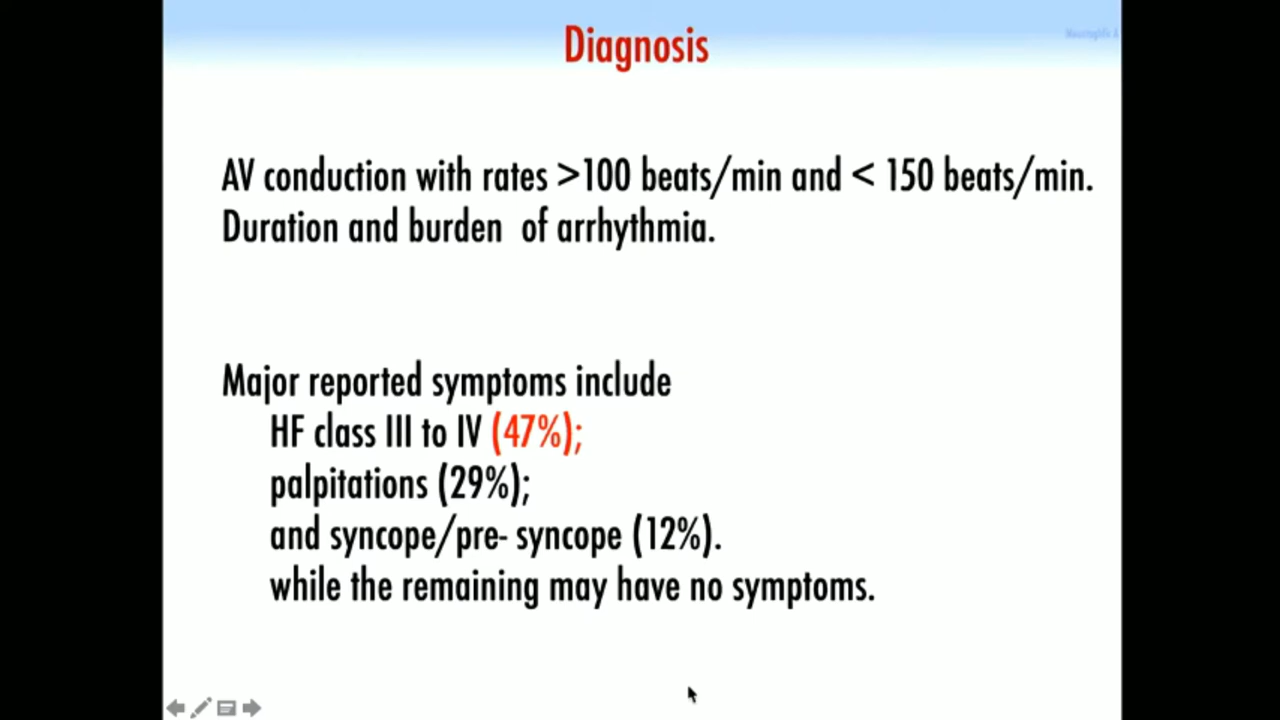 Diagnosis
AV conduction with rates >100 beats/min and < 150 beats/min.
Duration and burden of arrhythmia.
Major reported symptoms include
HF class III to IV (47%);
palpitations (29%);
and syncope/pre- syncope (12%).
while the remaining may have no symptoms.